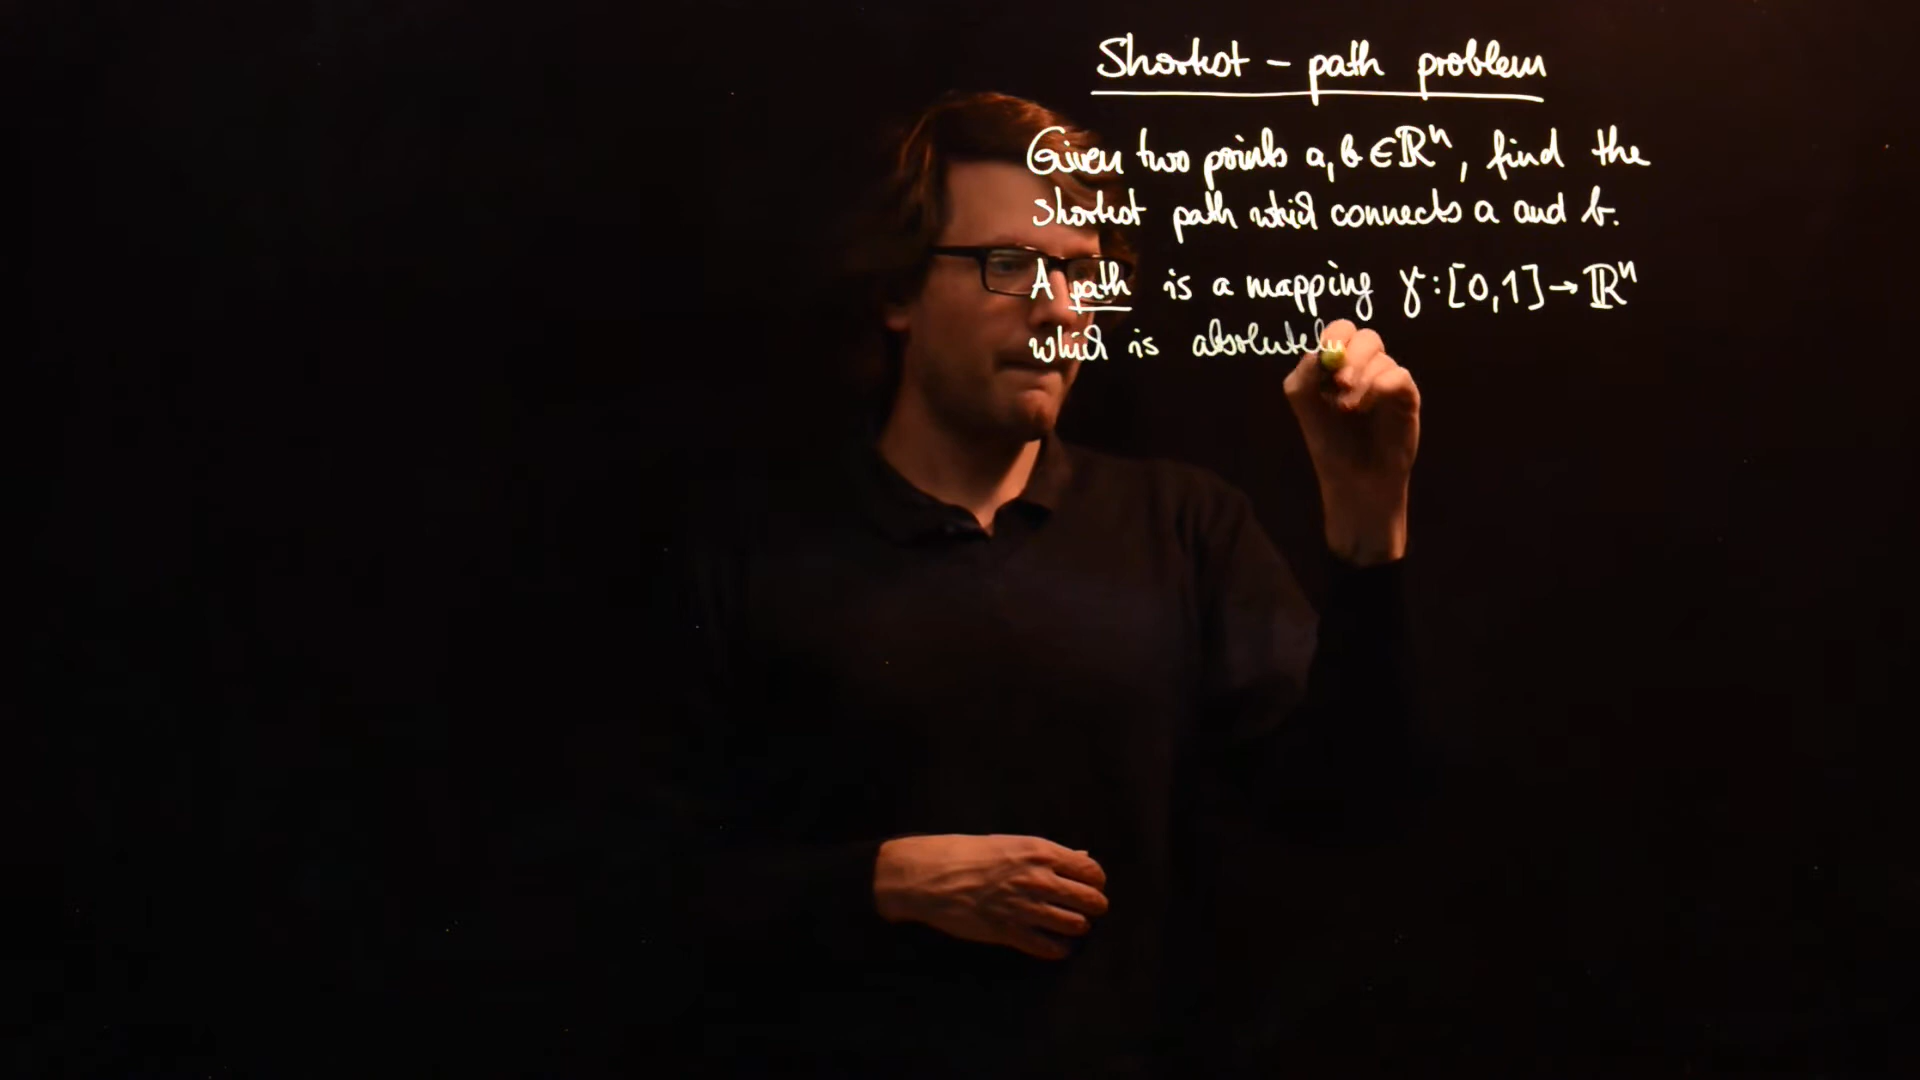 Shortest - path problem
Given two points a, b ∈ ℝⁿ, find the
shortest path which connects a and b.
A path is a mapping γ : [0,1] → ℝⁿ
which is absolutely